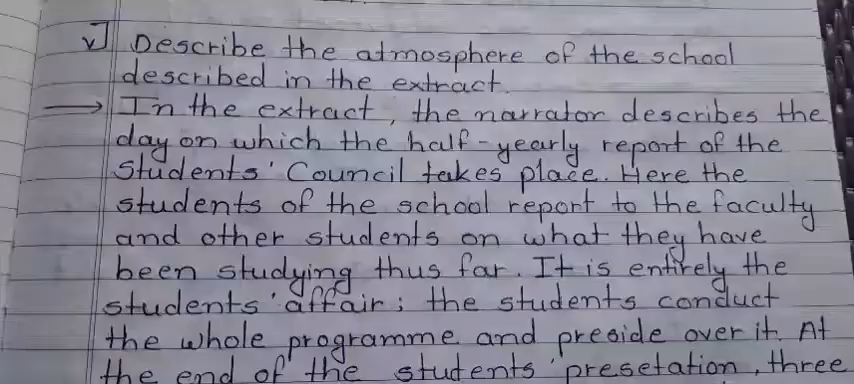 v] Describe the atmosphere of the school
described in the extract.
→ In the extract, the narrator describes the
day on which the half-yearly report of the
Students' Council takes place. Here the
students of the school report to the faculty
and other students on what they have
been studying thus far. It is entirely the
students' affair; the students conduct
the whole programme and preside over it. At
the end of the students' presetation, three